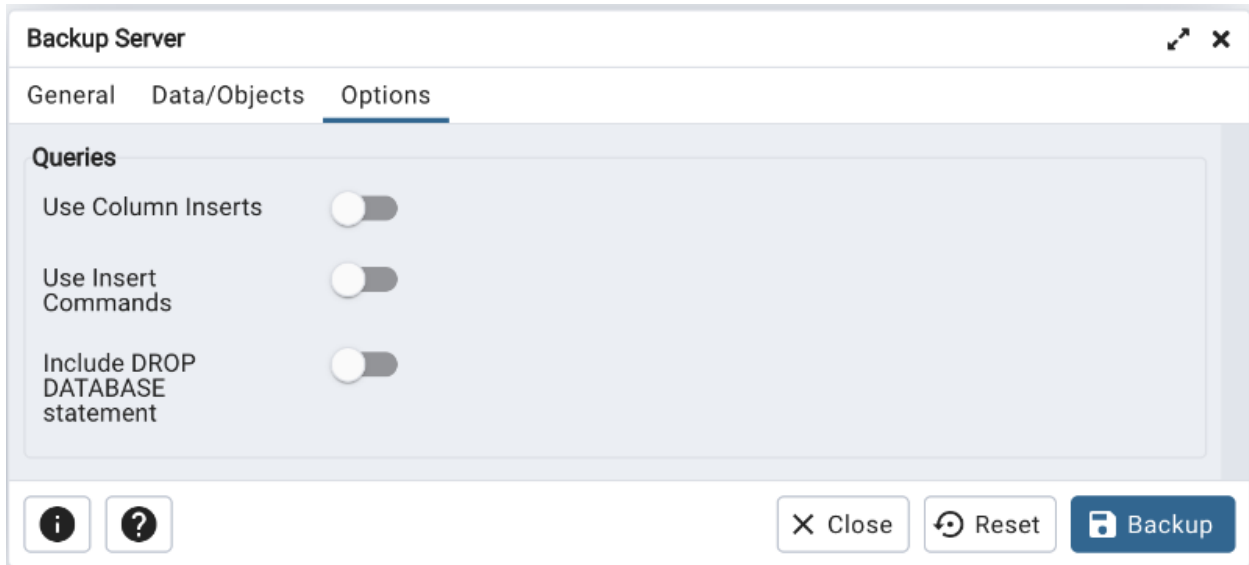 Backup Server
General Data/Objects Options
Queries
Use Column Inserts
Use Insert
Commands
Include DROP
DATABASE
statement
Close Reset Backup